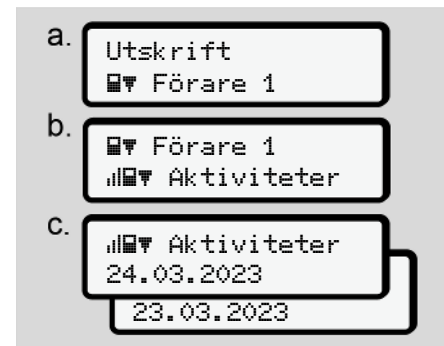 a.
Utskrift
Förare 1
b.
Förare 1
Aktiviteter
c.
Aktiviteter
24.03.2023
23.03.2023